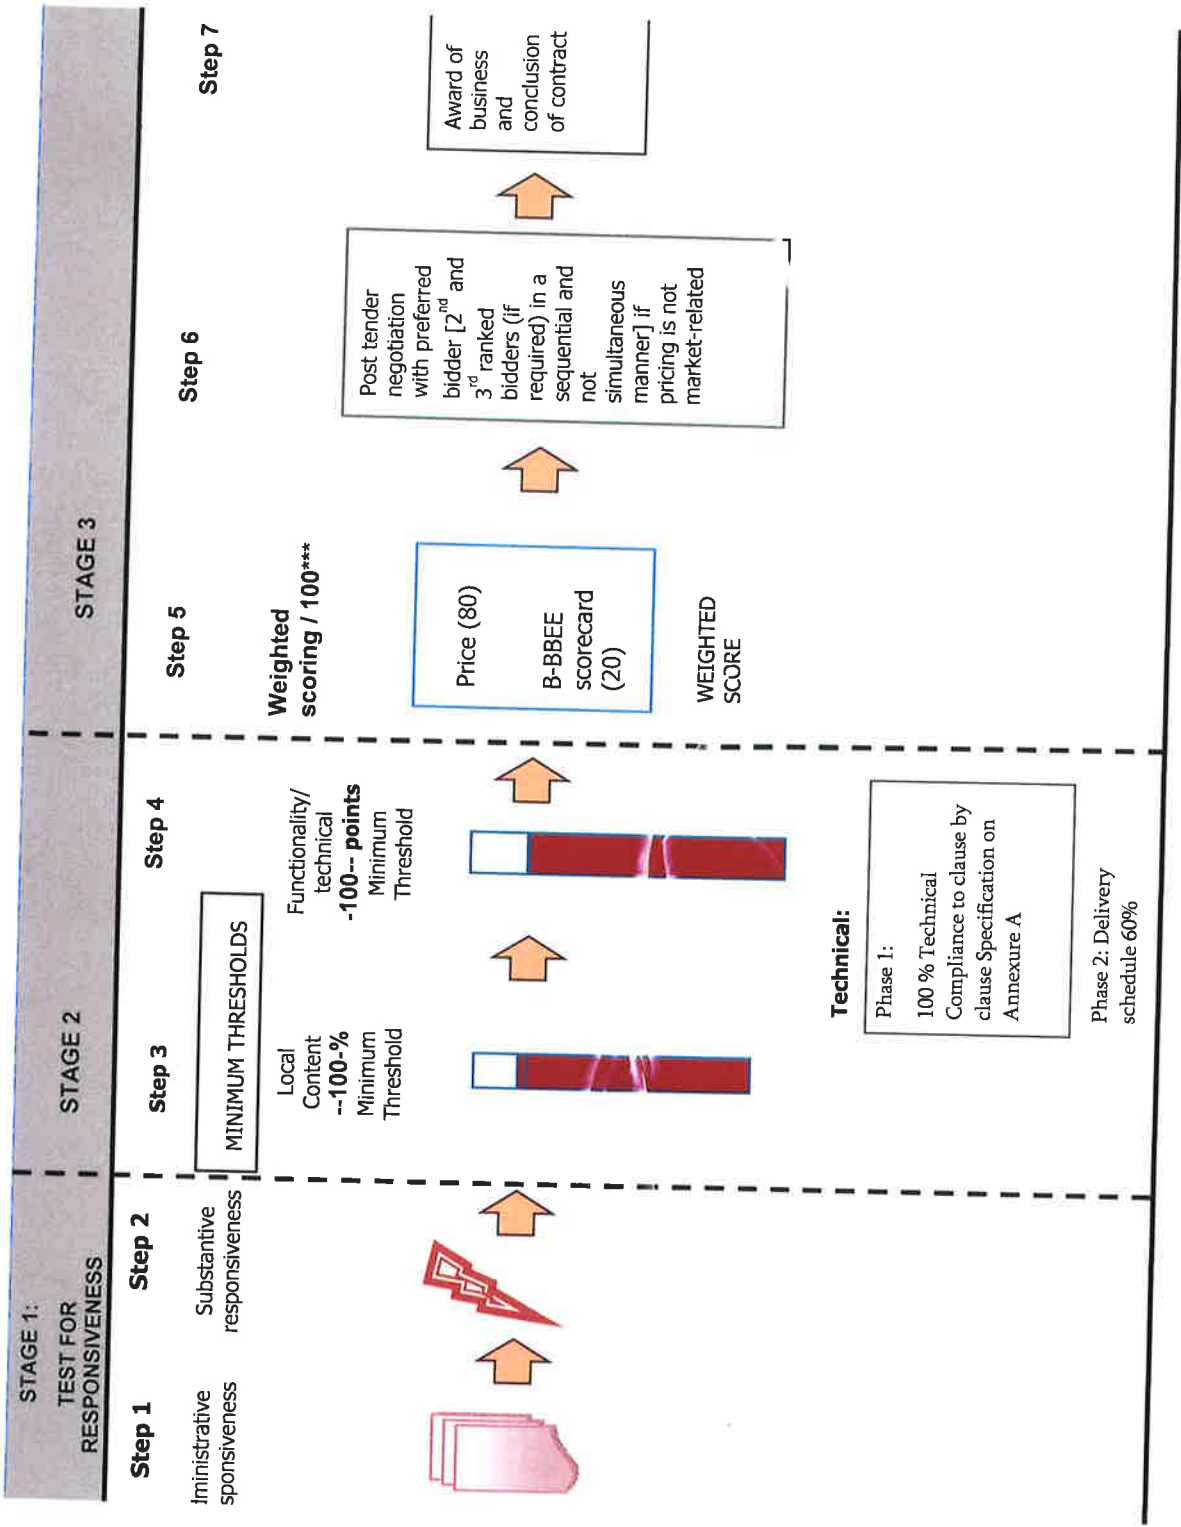 STAGE 1:
TEST FOR
RESPONSIVENESS
STAGE 2
STAGE 3
Step 1
Step 2
Step 3
Step 4
Step 5
Step 6
Step 7
lministrative
sponsiveness
Substantive
responsiveness
MINIMUM THRESHOLDS
Local
Content
--100-%
Minimum
Threshold
Functionality/
technical
-100-- points
Minimum
Threshold
Technical:
Phase 1:
100 % Technical
Compliance to clause by
clause Specification on
Annexure A
Phase 2: Delivery
schedule 60%
Weighted
scoring / 100***
Price (80)
B-BBEE
scorecard
(20)
WEIGHTED
SCORE
Post tender
negotiation
with preferred
bidder [2nd and
3rd ranked
bidders (if
required) in a
sequential and
not
simultaneous
manner] if
pricing is not
market-related
Award of
business
and
conclusion
of contract